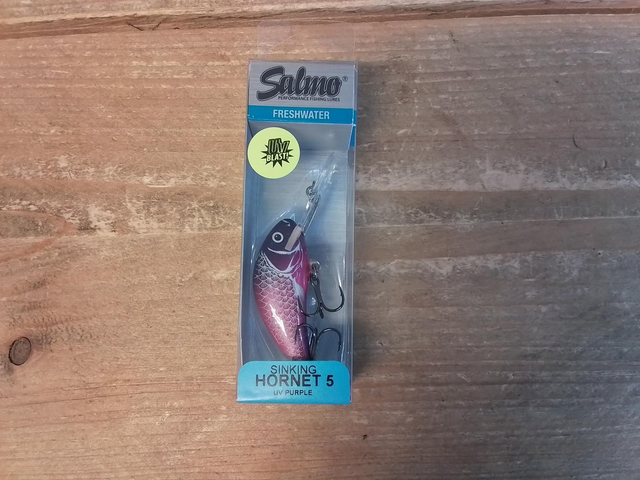 Salmo®
PERFORMANCE FISHING LURES
FRESHWATER
UV
BLAST!
SINKING
HORNET 5
UV PURPLE